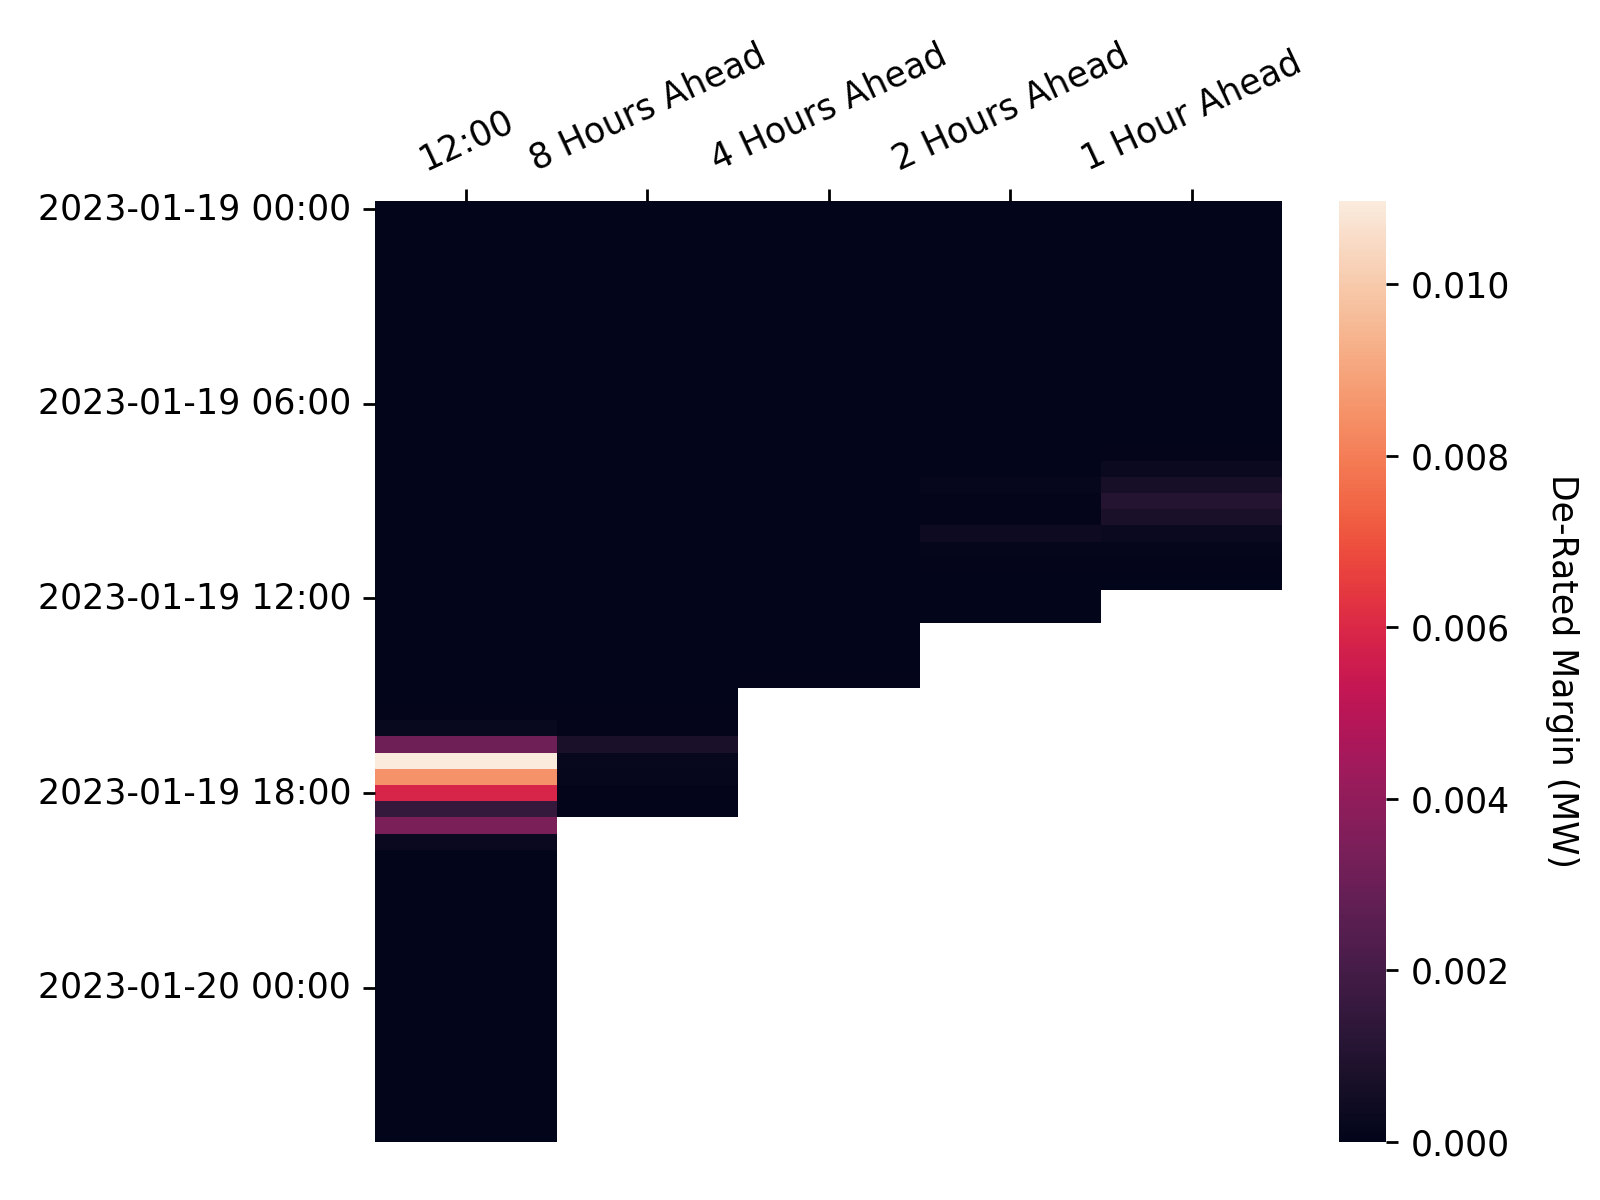 12:00
8 Hours Ahead
4 Hours Ahead
2 Hours Ahead
1 Hour Ahead
2023-01-19 00:00
2023-01-19 06:00
2023-01-19 12:00
2023-01-19 18:00
2023-01-20 00:00
0.010
0.008
0.006
0.004
0.002
0.000
De-Rated Margin (MW)